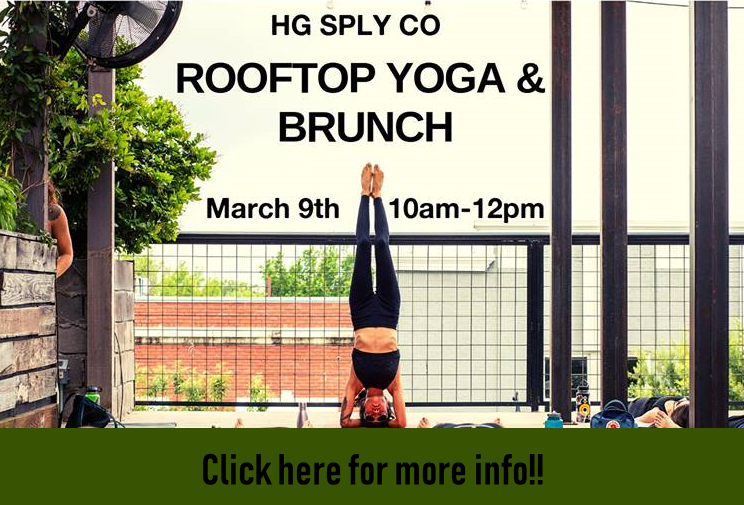 HG SPLY CO
ROOFTOP YOGA &
BRUNCH
March 9th 10am-12pm
Click here for more info!!